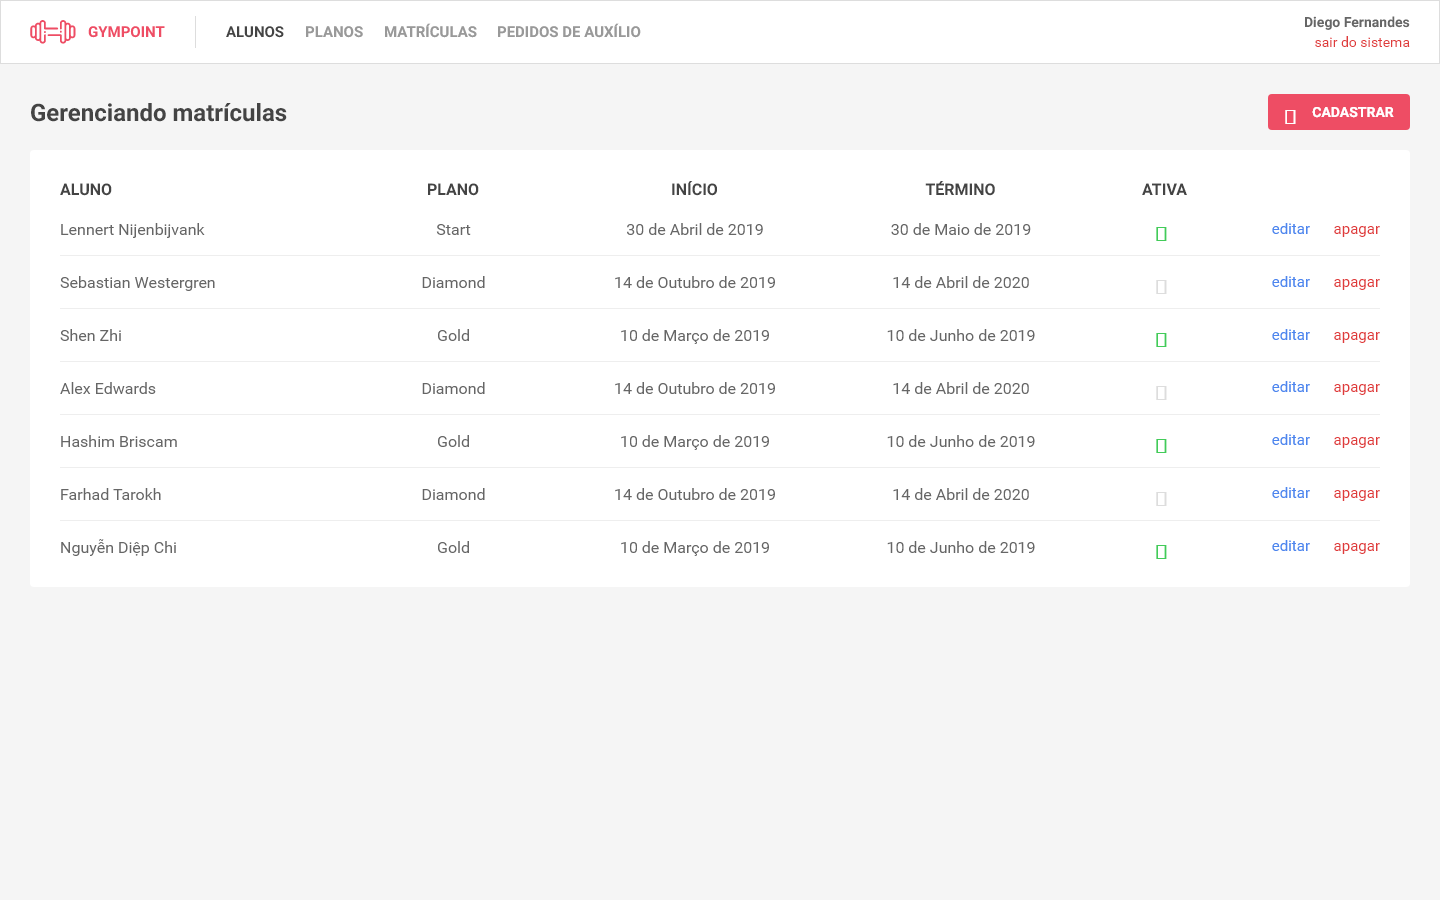 GYMPOINT ALUNOS PLANOS MATRÍCULAS PEDIDOS DE AUXÍLIO Diego Fernandes
sair do sistema
Gerenciando matrículas CADASTRAR
ALUNO PLANO INÍCIO TÉRMINO ATIVA
Lennert Nijenbijvank Start 30 de Abril de 2019 30 de Maio de 2019 editar apagar
Sebastian Westergren Diamond 14 de Outubro de 2019 14 de Abril de 2020 editar apagar
Shen Zhi Gold 10 de Março de 2019 10 de Junho de 2019 editar apagar
Alex Edwards Diamond 14 de Outubro de 2019 14 de Abril de 2020 editar apagar
Hashim Briscam Gold 10 de Março de 2019 10 de Junho de 2019 editar apagar
Farhad Tarokh Diamond 14 de Outubro de 2019 14 de Abril de 2020 editar apagar
Nguyễn Diệp Chi Gold 10 de Março de 2019 10 de Junho de 2019 editar apagar